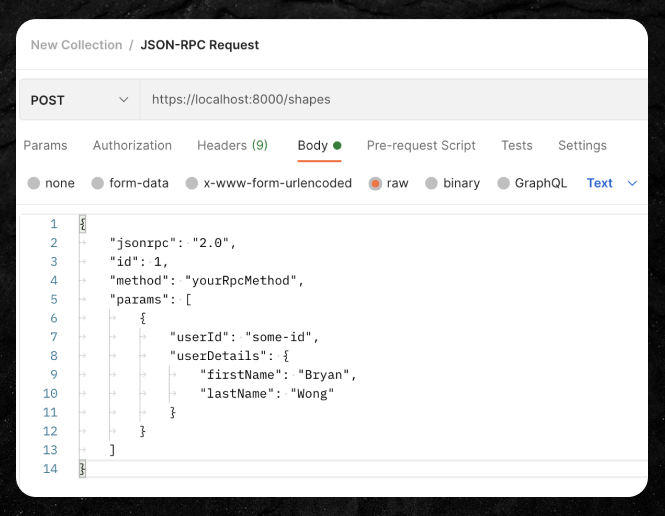 New Collection / JSON-RPC Request
POST https://localhost:8000/shapes
Params Authorization Headers (9) Body Pre-request Script Tests Settings
none form-data x-www-form-urlencoded raw binary GraphQL Text
1 {
2 "jsonrpc": "2.0",
3 "id": 1,
4 "method": "yourRpcMethod",
5 "params": [
6 {
7 "userId": "some-id",
8 "userDetails": {
9 "firstName": "Bryan",
10 "lastName": "Wong"
11 }
12 }
13 ]
14 }